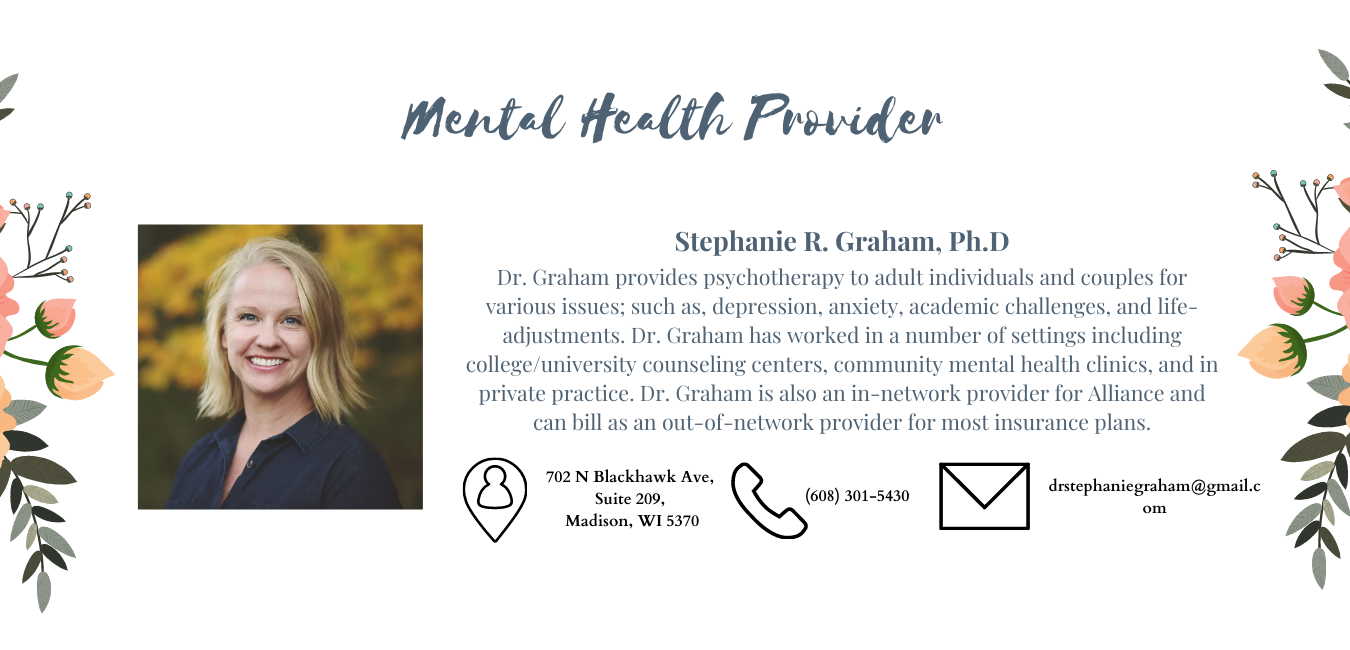 Mental Health Provider
Stephanie R. Graham, Ph.D
Dr. Graham provides psychotherapy to adult individuals and couples for
various issues; such as, depression, anxiety, academic challenges, and life-
adjustments. Dr. Graham has worked in a number of settings including
college/university counseling centers, community mental health clinics, and in
private practice. Dr. Graham is also an in-network provider for Alliance and
can bill as an out-of-network provider for most insurance plans.
702 N Blackhawk Ave,
Suite 209,
Madison, WI 5370
(608) 301-5430
drstephaniegraham@gmail.c
om